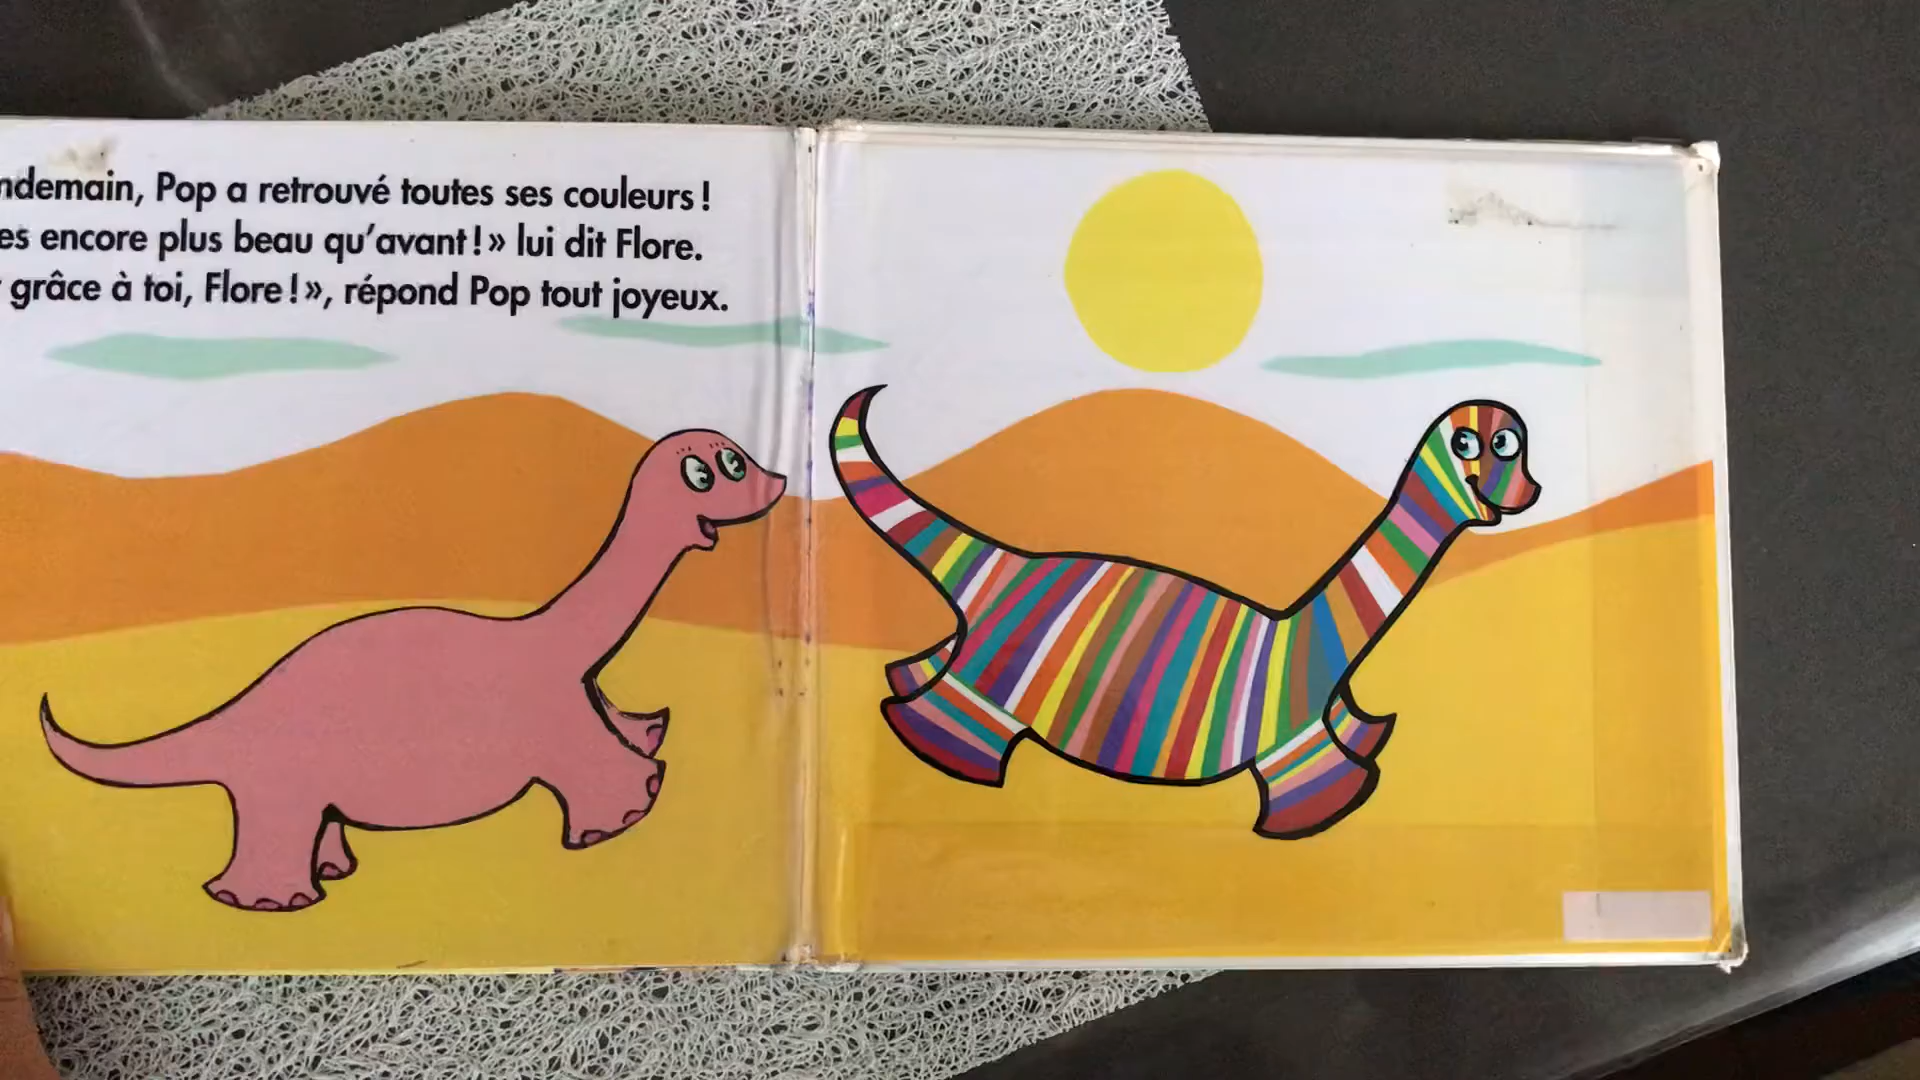 ndemain, Pop a retrouvé toutes ses couleurs !
es encore plus beau qu'avant ! » lui dit Flore.
grâce à toi, Flore ! », répond Pop tout joyeux.